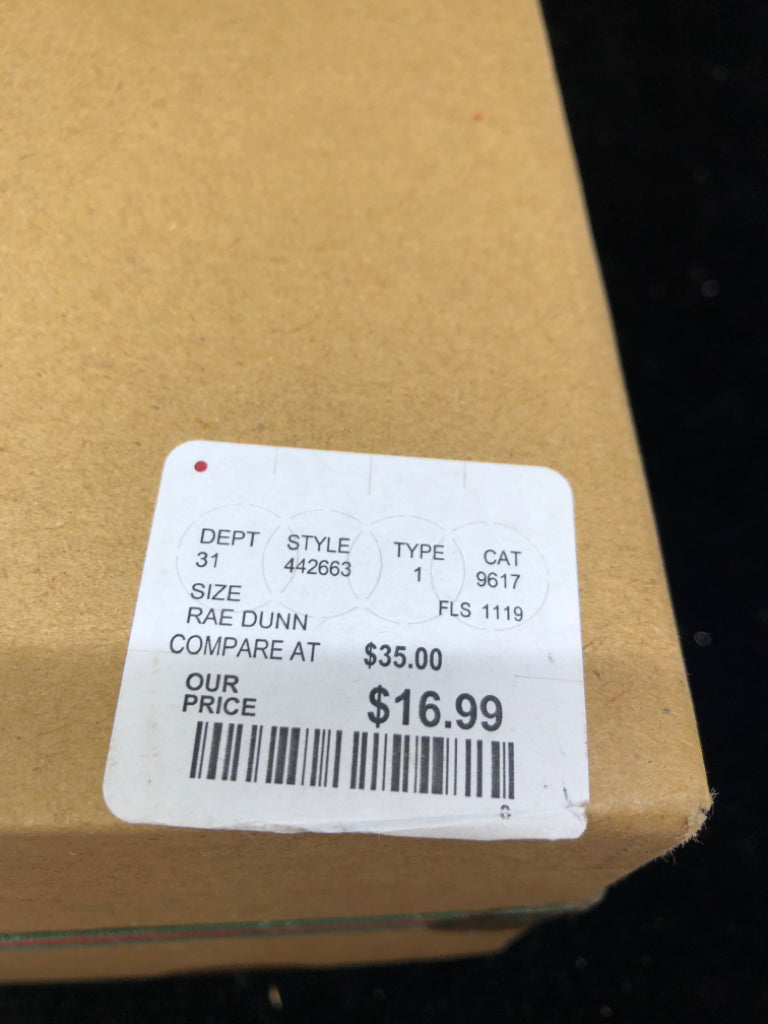 DEPT STYLE TYPE CAT
31 442663 1 9617
SIZE FLS 1119
RAE DUNN
COMPARE AT $35.00
OUR
PRICE $16.99
8